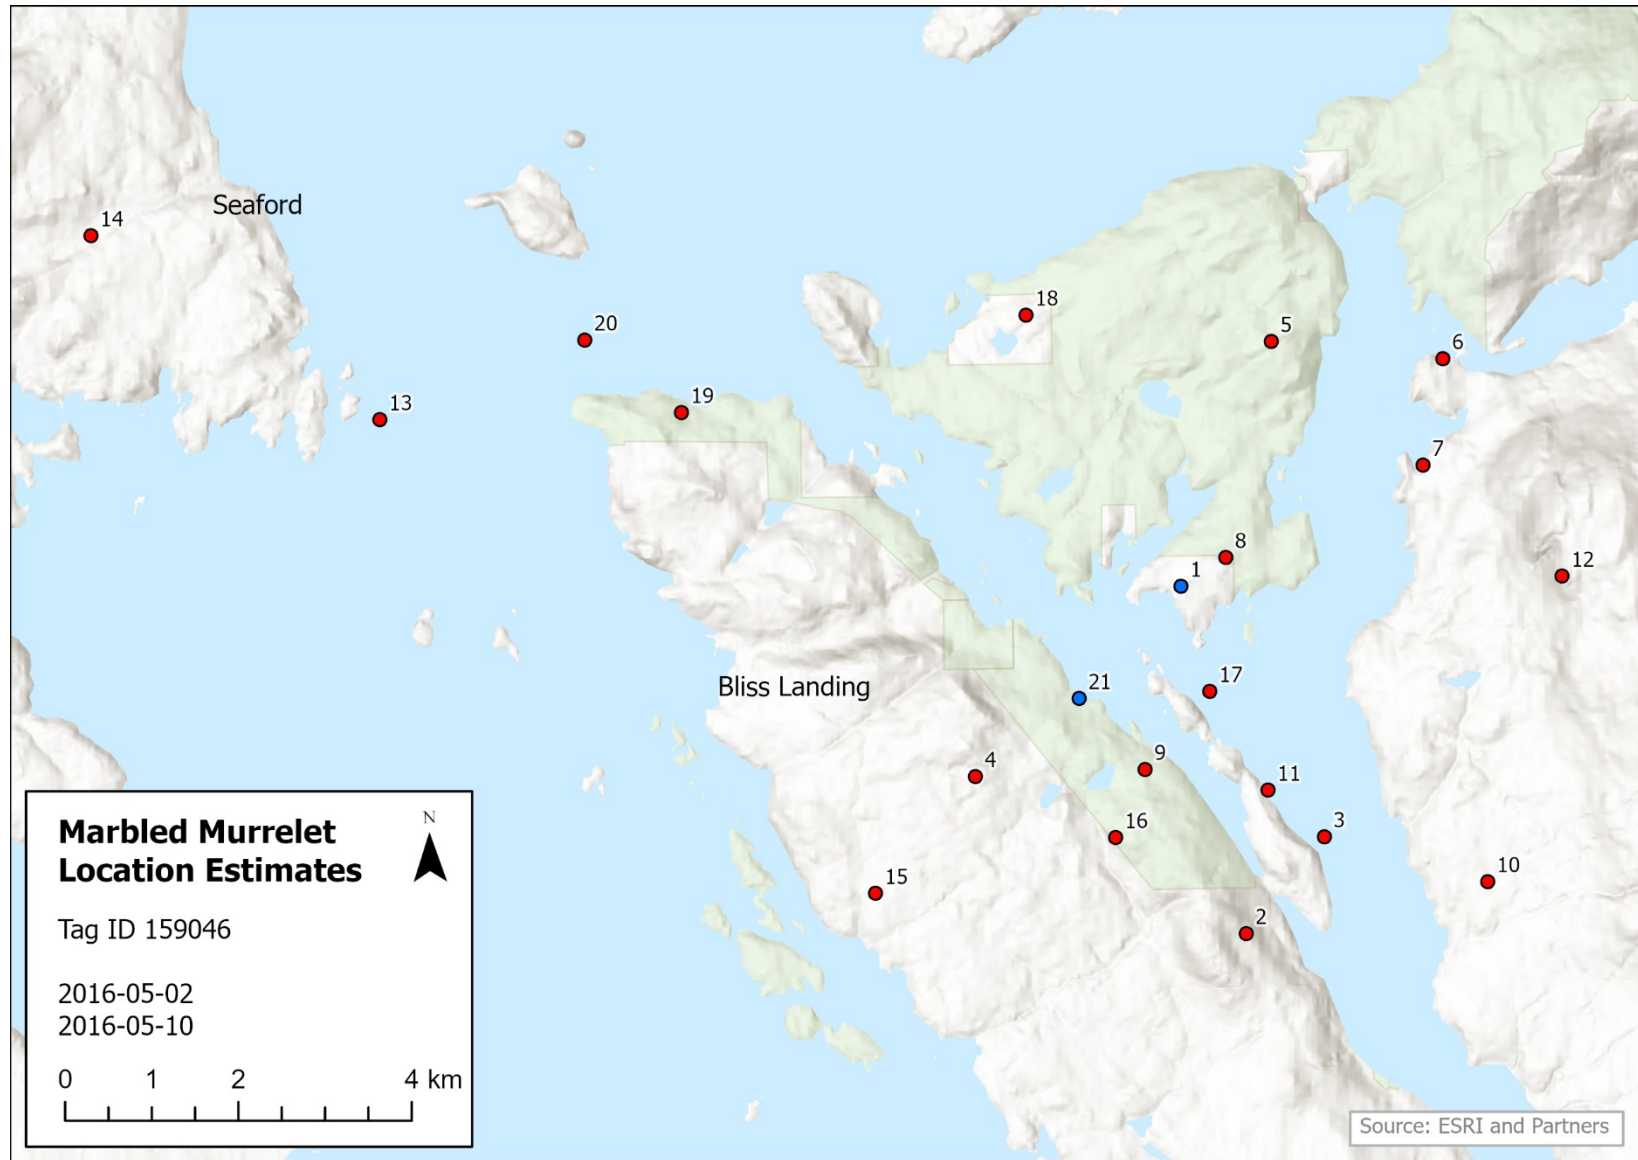 Seaford
14
18
20
5
6
19
13
7
8
12
1
17
Bliss Landing
21
9
4
11
3
16
10
15
2
Marbled Murrelet
Location Estimates
N
Tag ID 159046
2016-05-02
2016-05-10
0 1 2 4 km
Source: ESRI and Partners